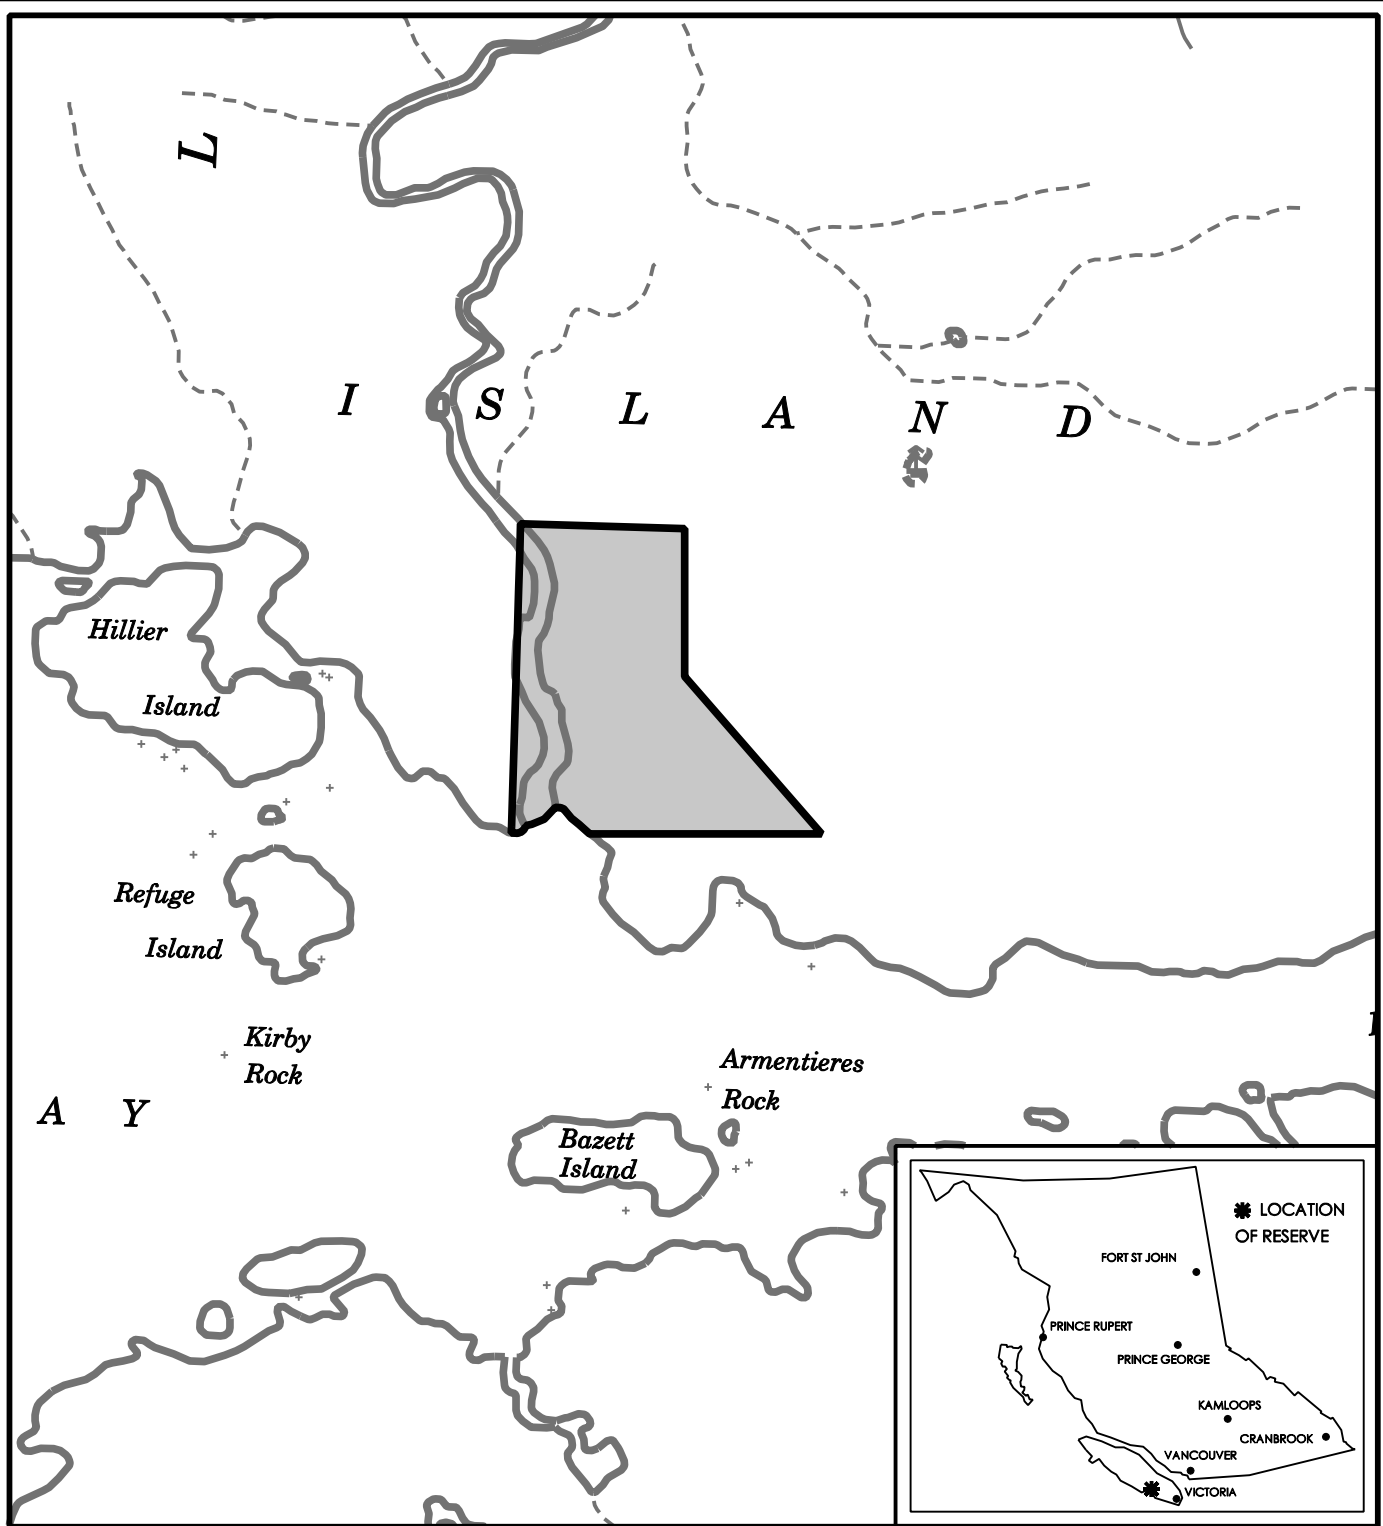 L
I S L A N D
Hillier
Island
Refuge
Island
Kirby
Rock
Armentieres
Rock
A Y
Bazett
Island
LOCATION
OF RESERVE
FORT ST JOHN
PRINCE RUPERT
PRINCE GEORGE
KAMLOOPS
CRANBROOK
VANCOUVER
VICTORIA